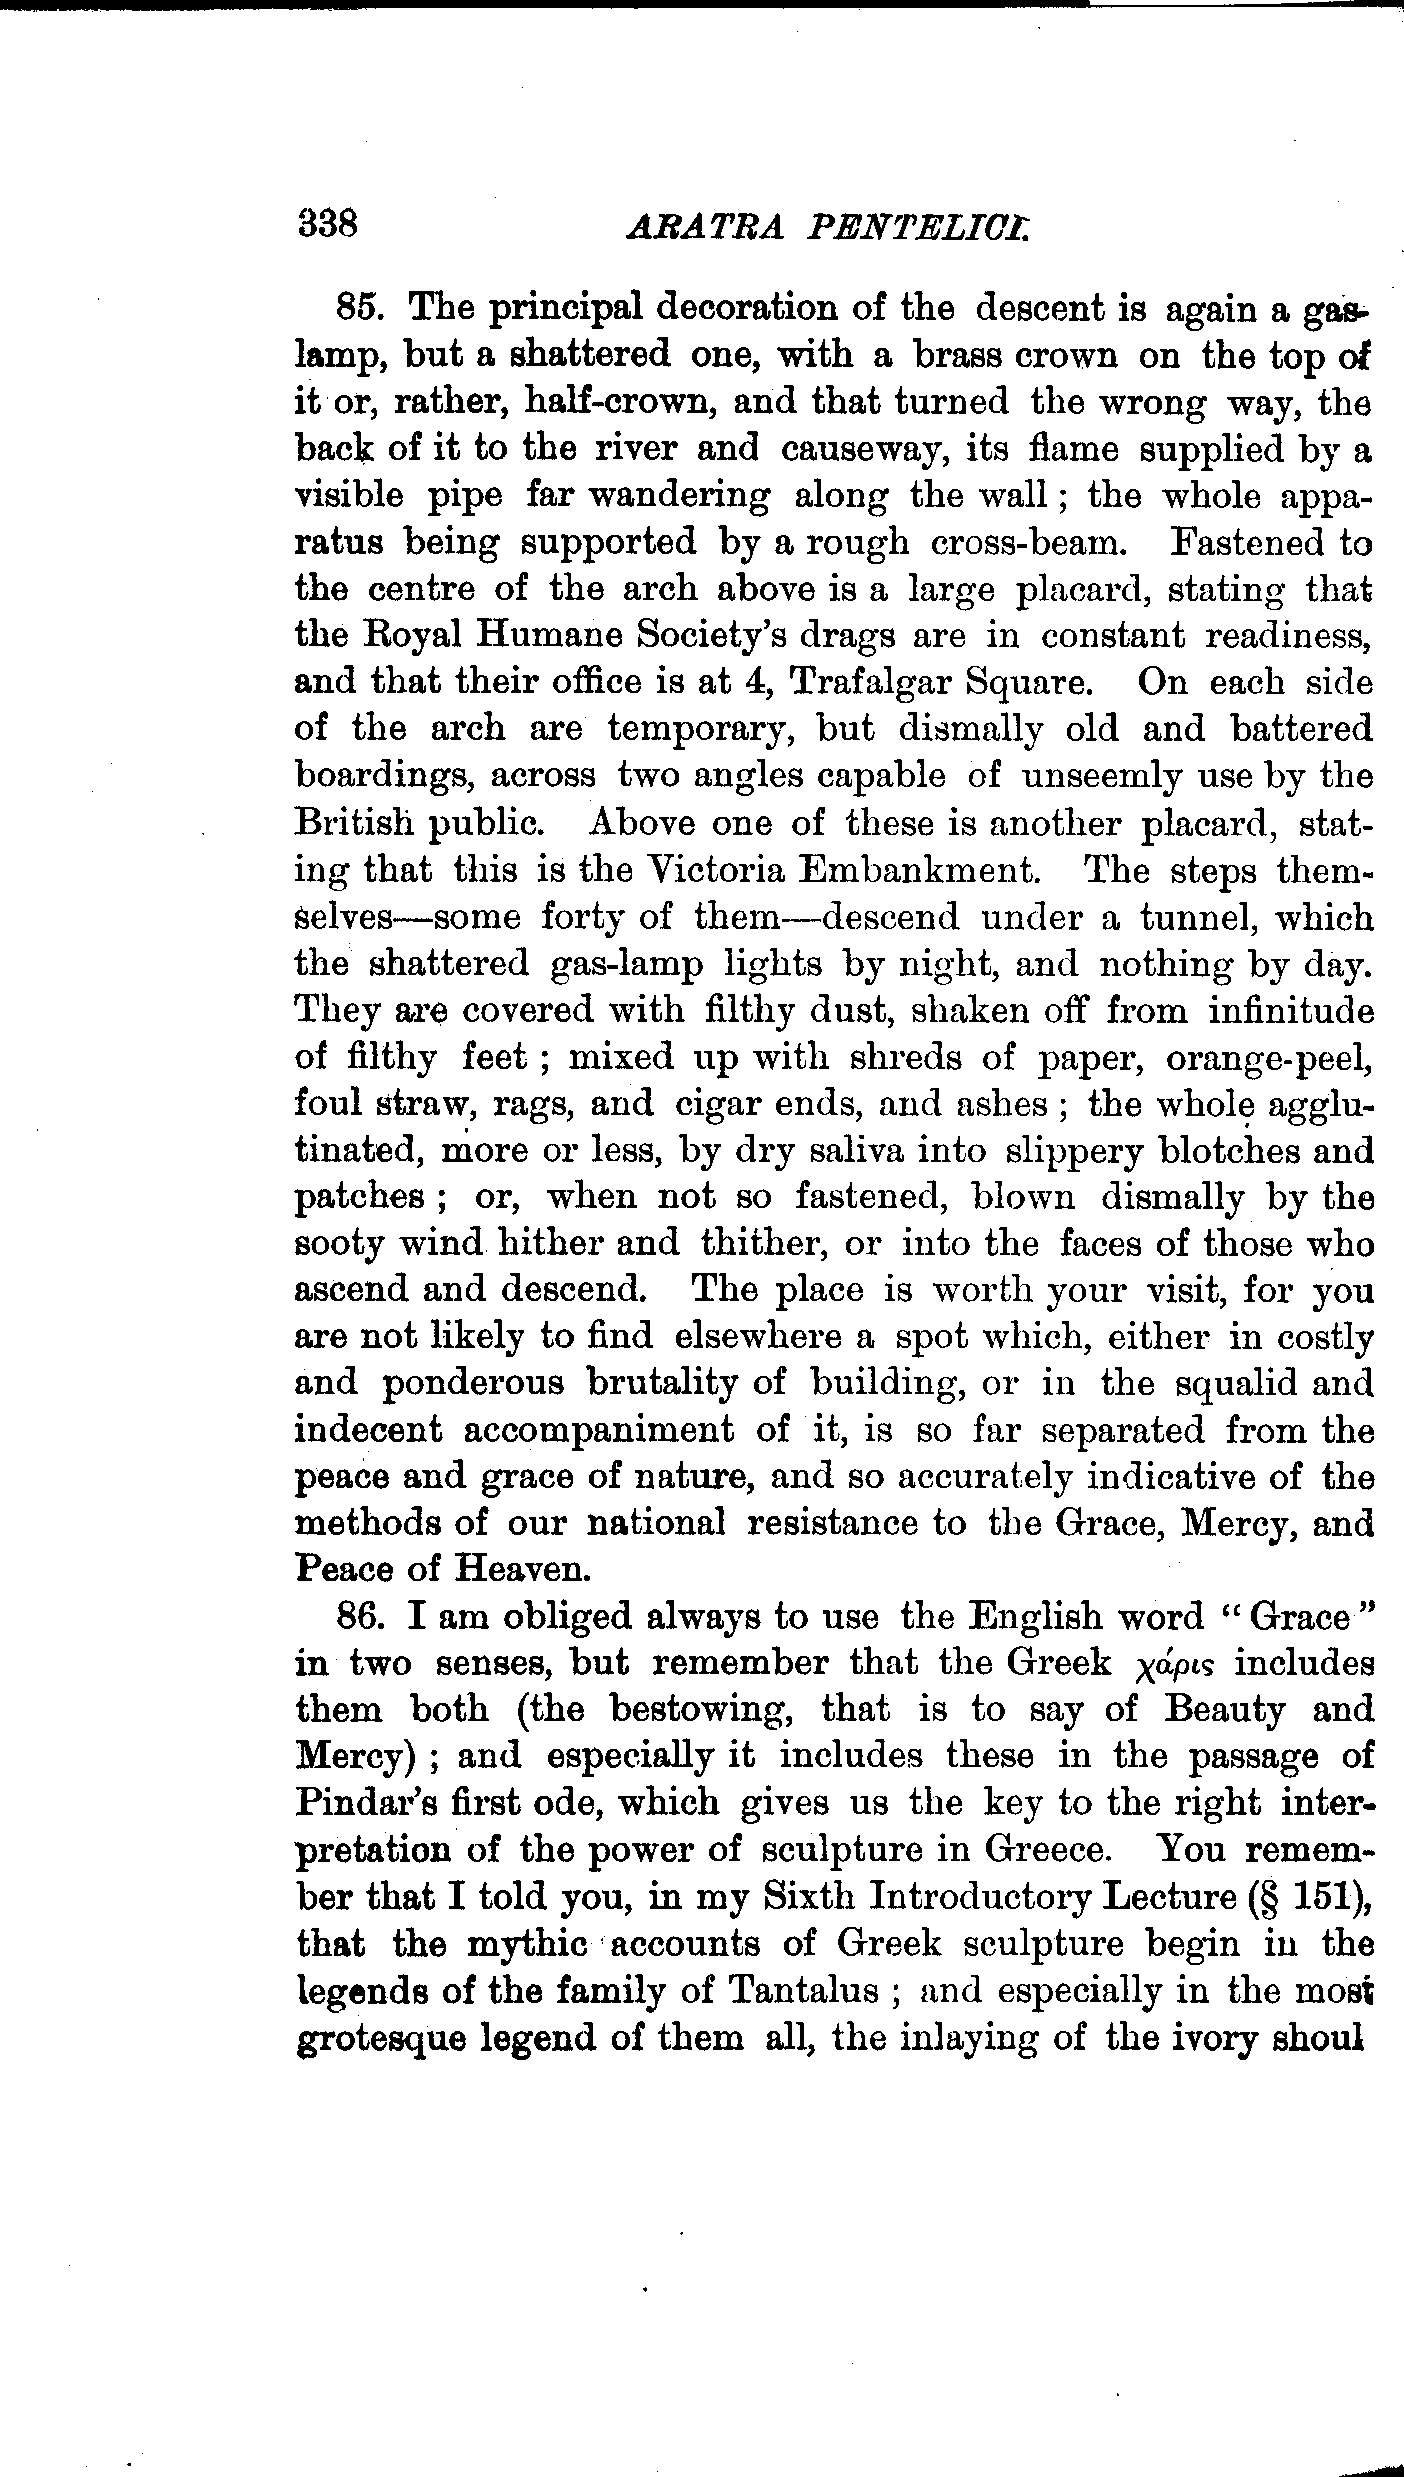 338 ARATRA PENTELICI.
85. The principal decoration of the descent is again a gas-
lamp, but a shattered one, with a brass crown on the top of
it or, rather, half-crown, and that turned the wrong way, the
back of it to the river and causeway, its flame supplied by a
visible pipe far wandering along the wall ; the whole appa-
ratus being supported by a rough cross-beam. Fastened to
the centre of the arch above is a large placard, stating that
the Royal Humane Society's drags are in constant readiness,
and that their office is at 4, Trafalgar Square. On each side
of the arch are temporary, but dismally old and battered
boardings, across two angles capable of unseemly use by the
British public. Above one of these is another placard, stat-
ing that this is the Victoria Embankment. The steps them-
selves—some forty of them—descend under a tunnel, which
the shattered gas-lamp lights by night, and nothing by day.
They are covered with filthy dust, shaken off from infinitude
of filthy feet ; mixed up with shreds of paper, orange-peel,
foul straw, rags, and cigar ends, and ashes ; the whole agglu-
tinated, more or less, by dry saliva into slippery blotches and
patches ; or, when not so fastened, blown dismally by the
sooty wind hither and thither, or into the faces of those who
ascend and descend. The place is worth your visit, for you
are not likely to find elsewhere a spot which, either in costly
and ponderous brutality of building, or in the squalid and
indecent accompaniment of it, is so far separated from the
peace and grace of nature, and so accurately indicative of the
methods of our national resistance to the Grace, Mercy, and
Peace of Heaven.
86. I am obliged always to use the English word “ Grace ”
in two senses, but remember that the Greek χάρις includes
them both (the bestowing, that is to say of Beauty and
Mercy) ; and especially it includes these in the passage of
Pindar's first ode, which gives us the key to the right inter-
pretation of the power of sculpture in Greece. You remem-
ber that I told you, in my Sixth Introductory Lecture (§ 151),
that the mythic accounts of Greek sculpture begin in the
legends of the family of Tantalus ; and especially in the most
grotesque legend of them all, the inlaying of the ivory shoul